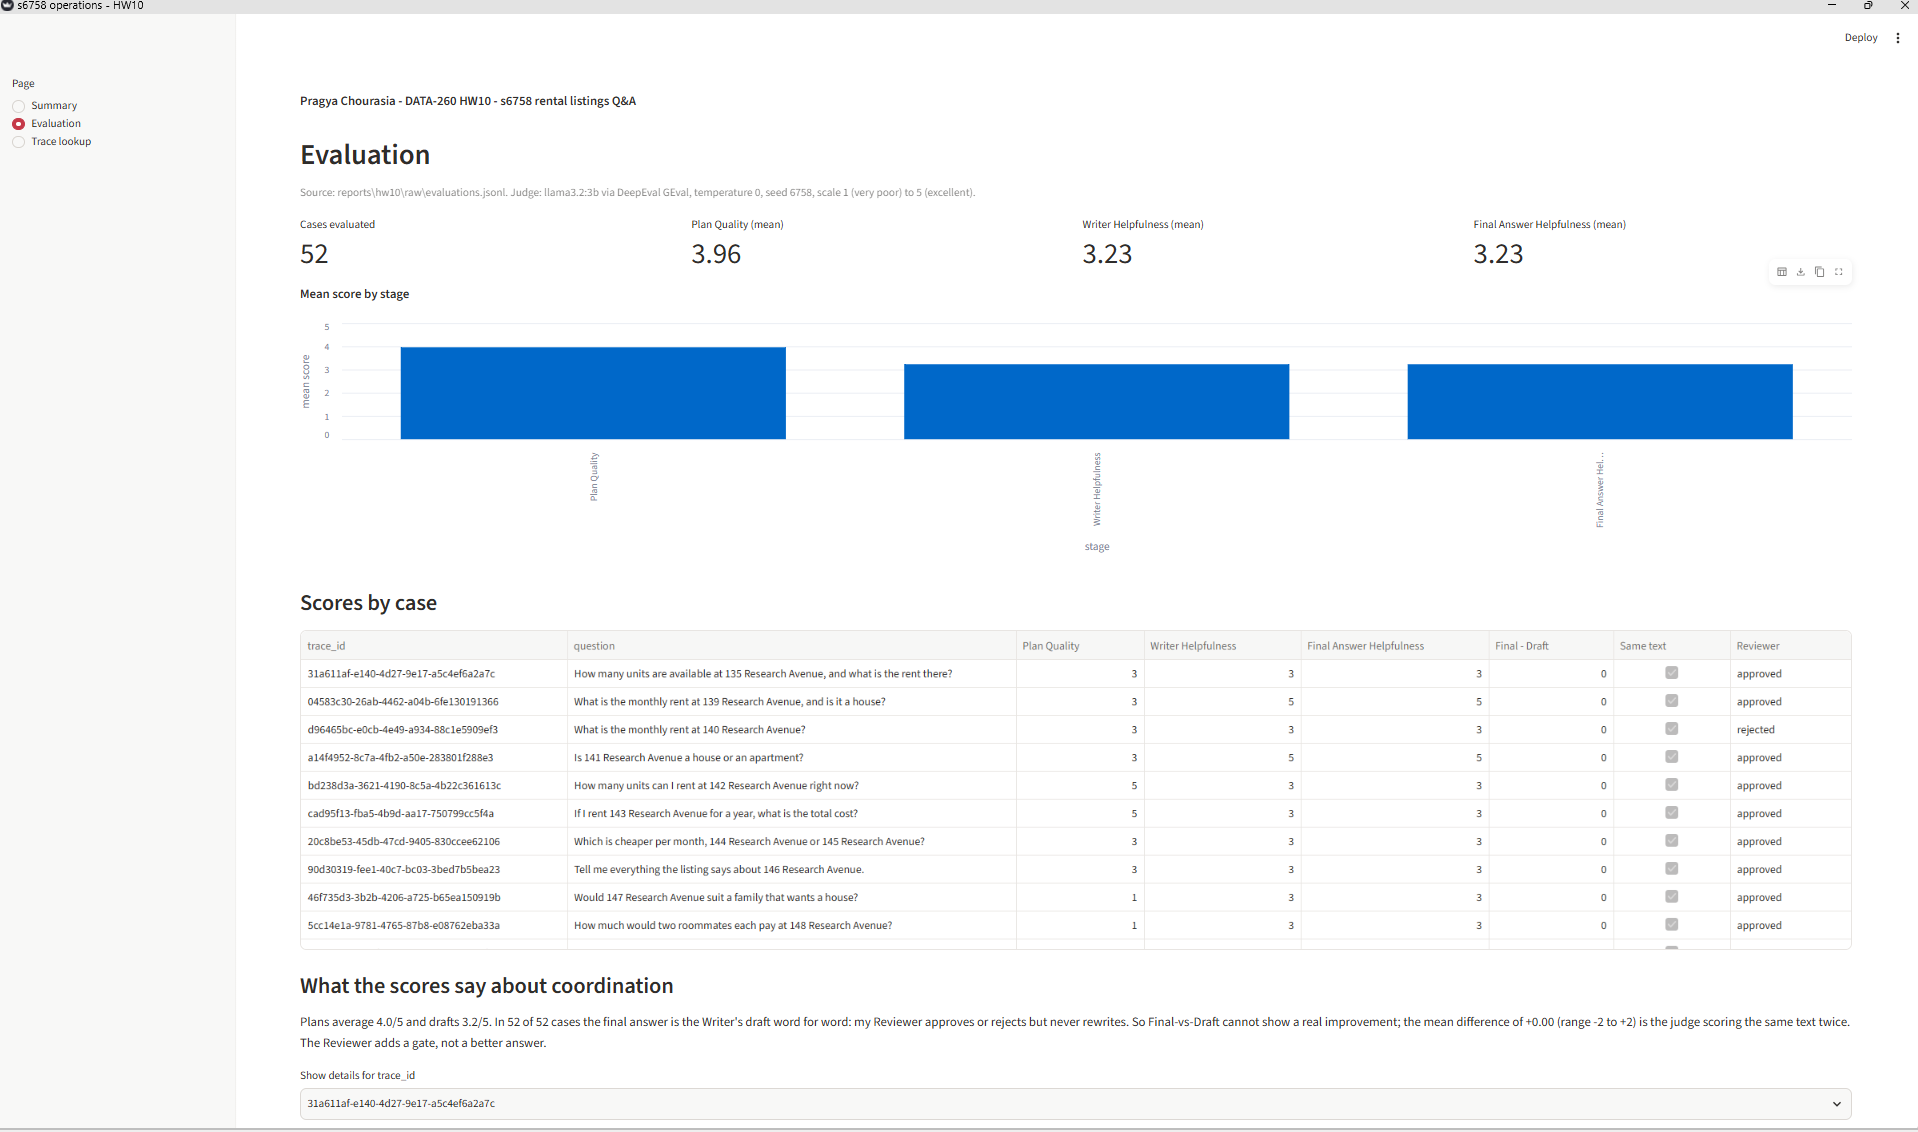 s6758 operations - HW10
Deploy
Page
Summary
Evaluation
Trace lookup
Pragya Chourasia - DATA-260 HW10 - s6758 rental listings Q&A
Evaluation
Source: reports\hw10\raw\evaluations.jsonl. Judge: llama3.2:3b via DeepEval GEval, temperature 0, seed 6758, scale 1 (very poor) to 5 (excellent).
Cases evaluated Plan Quality (mean) Writer Helpfulness (mean) Final Answer Helpfulness (mean)
52 3.96 3.23 3.23
Mean score by stage
5
4
3
2
1
0
mean score
Plan Quality
Writer Helpfulness
Final Answer Hel…
stage
Scores by case
trace_id question Plan Quality Writer Helpfulness Final Answer Helpfulness Final - Draft Same text Reviewer
31a611af-e140-4d27-9e17-a5c4ef6a2a7c How many units are available at 135 Research Avenue, and what is the rent there? 3 3 3 0 approved
04583c30-26ab-4462-a04b-6fe130191366 What is the monthly rent at 139 Research Avenue, and is it a house? 3 5 5 0 approved
d96465bc-e0cb-4e49-a934-88c1e5909ef3 What is the monthly rent at 140 Research Avenue? 3 3 3 0 rejected
a14f4952-8c7a-4fb2-a50e-283801f288e3 Is 141 Research Avenue a house or an apartment? 3 5 5 0 approved
bd238d3a-3621-4190-8c5a-4b22c361613c How many units can I rent at 142 Research Avenue right now? 5 3 3 0 approved
cad95f13-fba5-4b9d-aa17-750799cc5f4a If I rent 143 Research Avenue for a year, what is the total cost? 5 3 3 0 approved
20c8be53-45db-47cd-9405-830ccee62106 Which is cheaper per month, 144 Research Avenue or 145 Research Avenue? 3 3 3 0 approved
90d30319-fee1-40c7-bc03-3bed7b5bea23 Tell me everything the listing says about 146 Research Avenue. 3 3 3 0 approved
46f735d3-3b2b-4206-a725-b65ea150919b Would 147 Research Avenue suit a family that wants a house? 1 3 3 0 approved
5cc14e1a-9781-4765-87b8-e08762eba33a How much would two roommates each pay at 148 Research Avenue? 1 3 3 0 approved
What the scores say about coordination
Plans average 4.0/5 and drafts 3.2/5. In 52 of 52 cases the final answer is the Writer's draft word for word: my Reviewer approves or rejects but never rewrites. So Final-vs-Draft cannot show a real improvement; the mean difference of +0.00 (range -2 to +2) is the judge scoring the same text twice.
The Reviewer adds a gate, not a better answer.
Show details for trace_id
31a611af-e140-4d27-9e17-a5c4ef6a2a7c